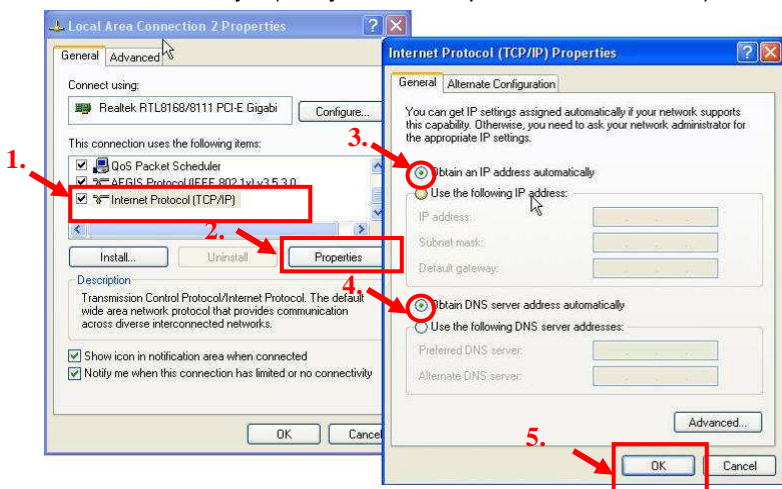 Local Area Connection 2 Properties
General Advanced
Connect using:
Realtek RTL8168/8111 PCI-E Gigabi
Configure...
This connection uses the following items:
1.
QoS Packet Scheduler
AEGIS Protocol (IEEE 802.1x) v3.5.3.0
Internet Protocol (TCP/IP)
2.
Install...
Uninstall
Properties
Description
Transmission Control Protocol/Internet Protocol. The default
wide area network protocol that provides communication
across diverse interconnected networks.
Show icon in notification area when connected
Notify me when this connection has limited or no connectivity
OK
Cancel
Internet Protocol (TCP/IP) Properties
General Alternate Configuration
You can get IP settings assigned automatically if your network supports
this capability. Otherwise, you need to ask your network administrator for
the appropriate IP settings.
3.
Obtain an IP address automatically
Use the following IP address:
IP address:
Subnet mask:
Default gateway:
4.
Obtain DNS server address automatically
Use the following DNS server addresses:
Preferred DNS server:
Alternate DNS server:
Advanced...
5.
OK
Cancel